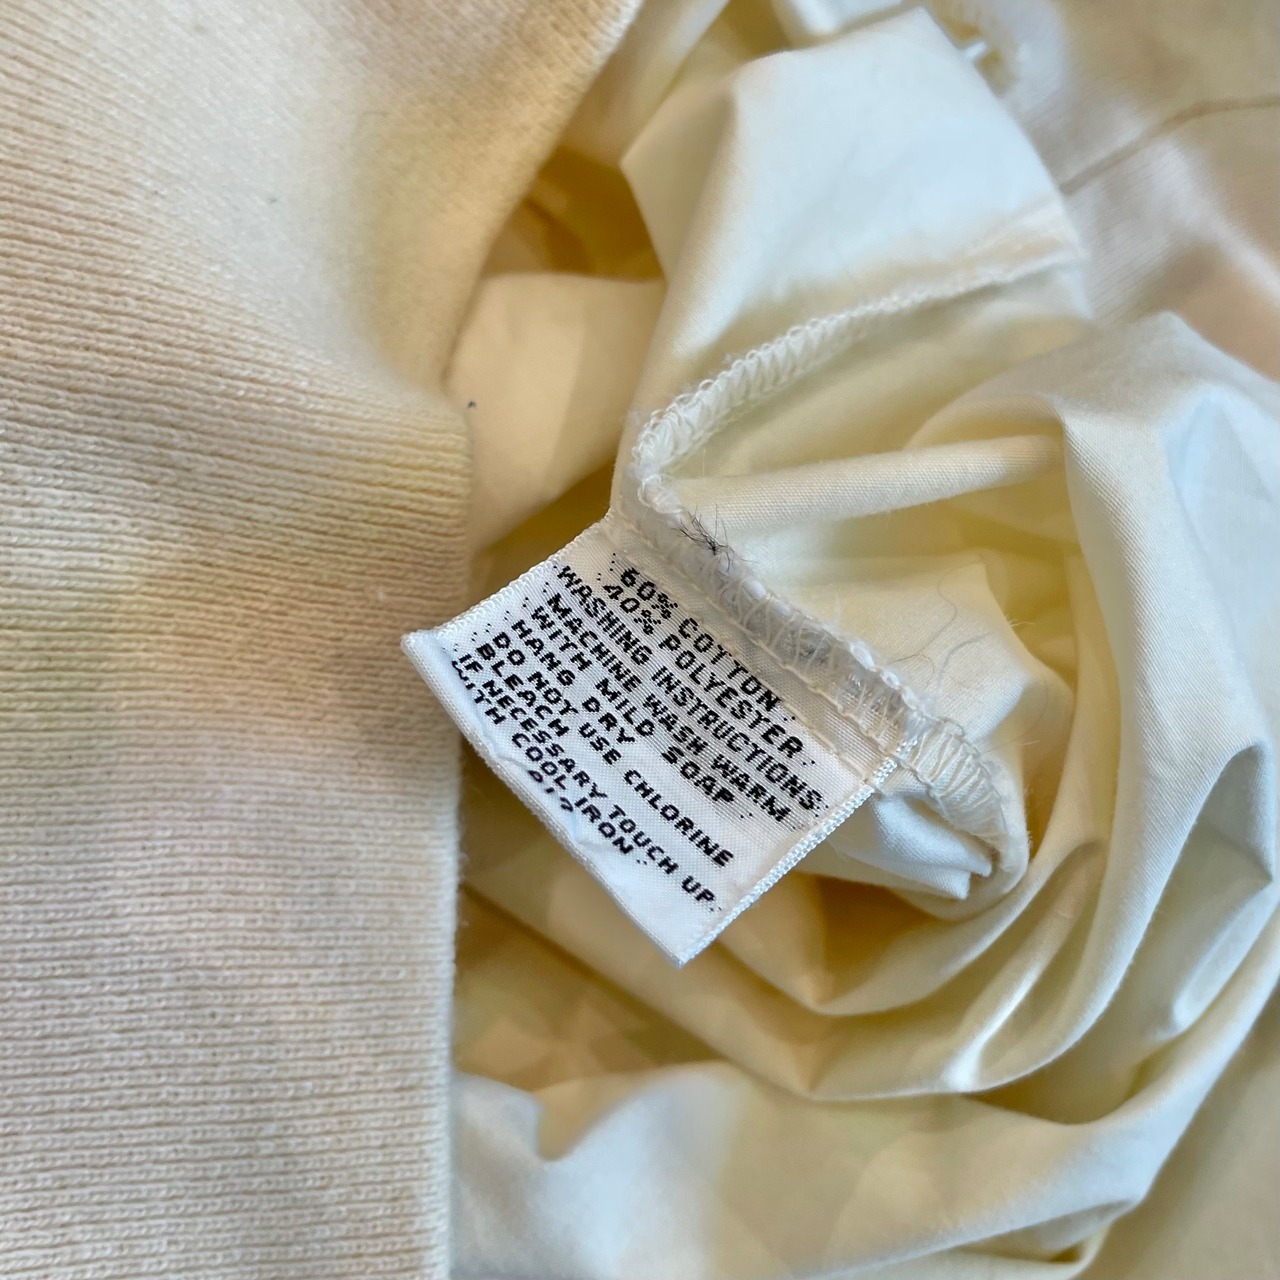 60% COTTON
40% POLYESTER
WASHING INSTRUCTIONS:
MACHINE WASH WARM
WITH MILD SOAP
HANG DRY
DO NOT USE CHLORINE
BLEACH
IF NECESSARY TOUCH UP
WITH COOL IRON